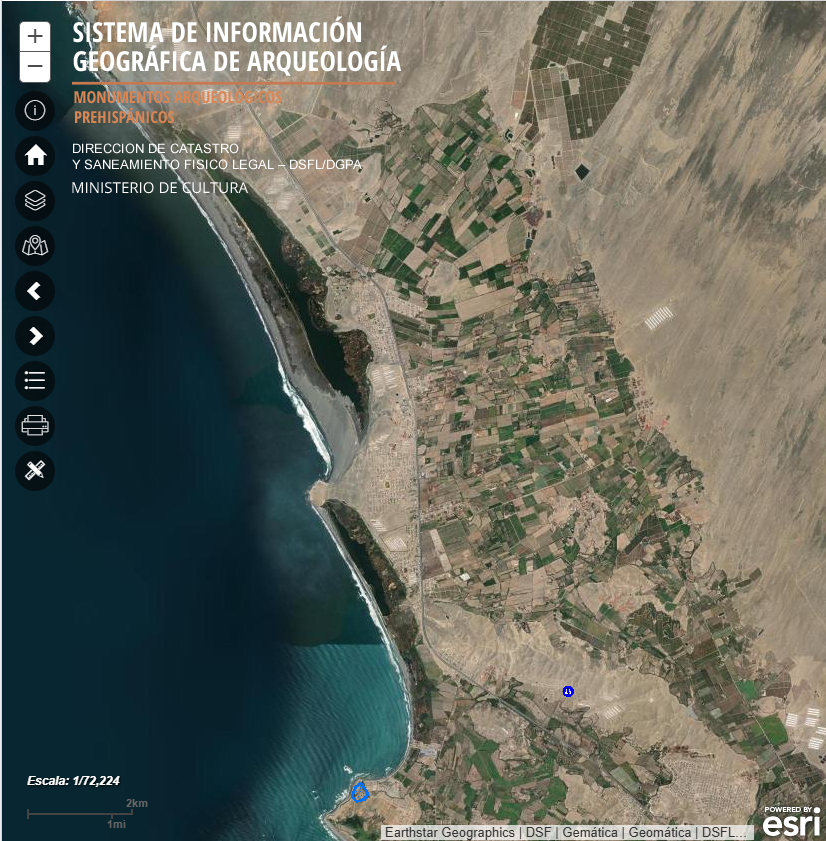 SISTEMA DE INFORMACIÓN
GEOGRÁFICA DE ARQUEOLOGÍA
MONUMENTOS ARQUEOLOGICOS
PREHISPÁNICOS
DIRECCION DE CATASTRO
Y SANEAMIENTO FISICO LEGAL – DSFL/DGPA
MINISTERIO DE CULTURA
Escala: 1/72,224
2km
1mi
POWERED BY
esri
Earthstar Geographics | DSF | Gemática | Geomática | DSFL...